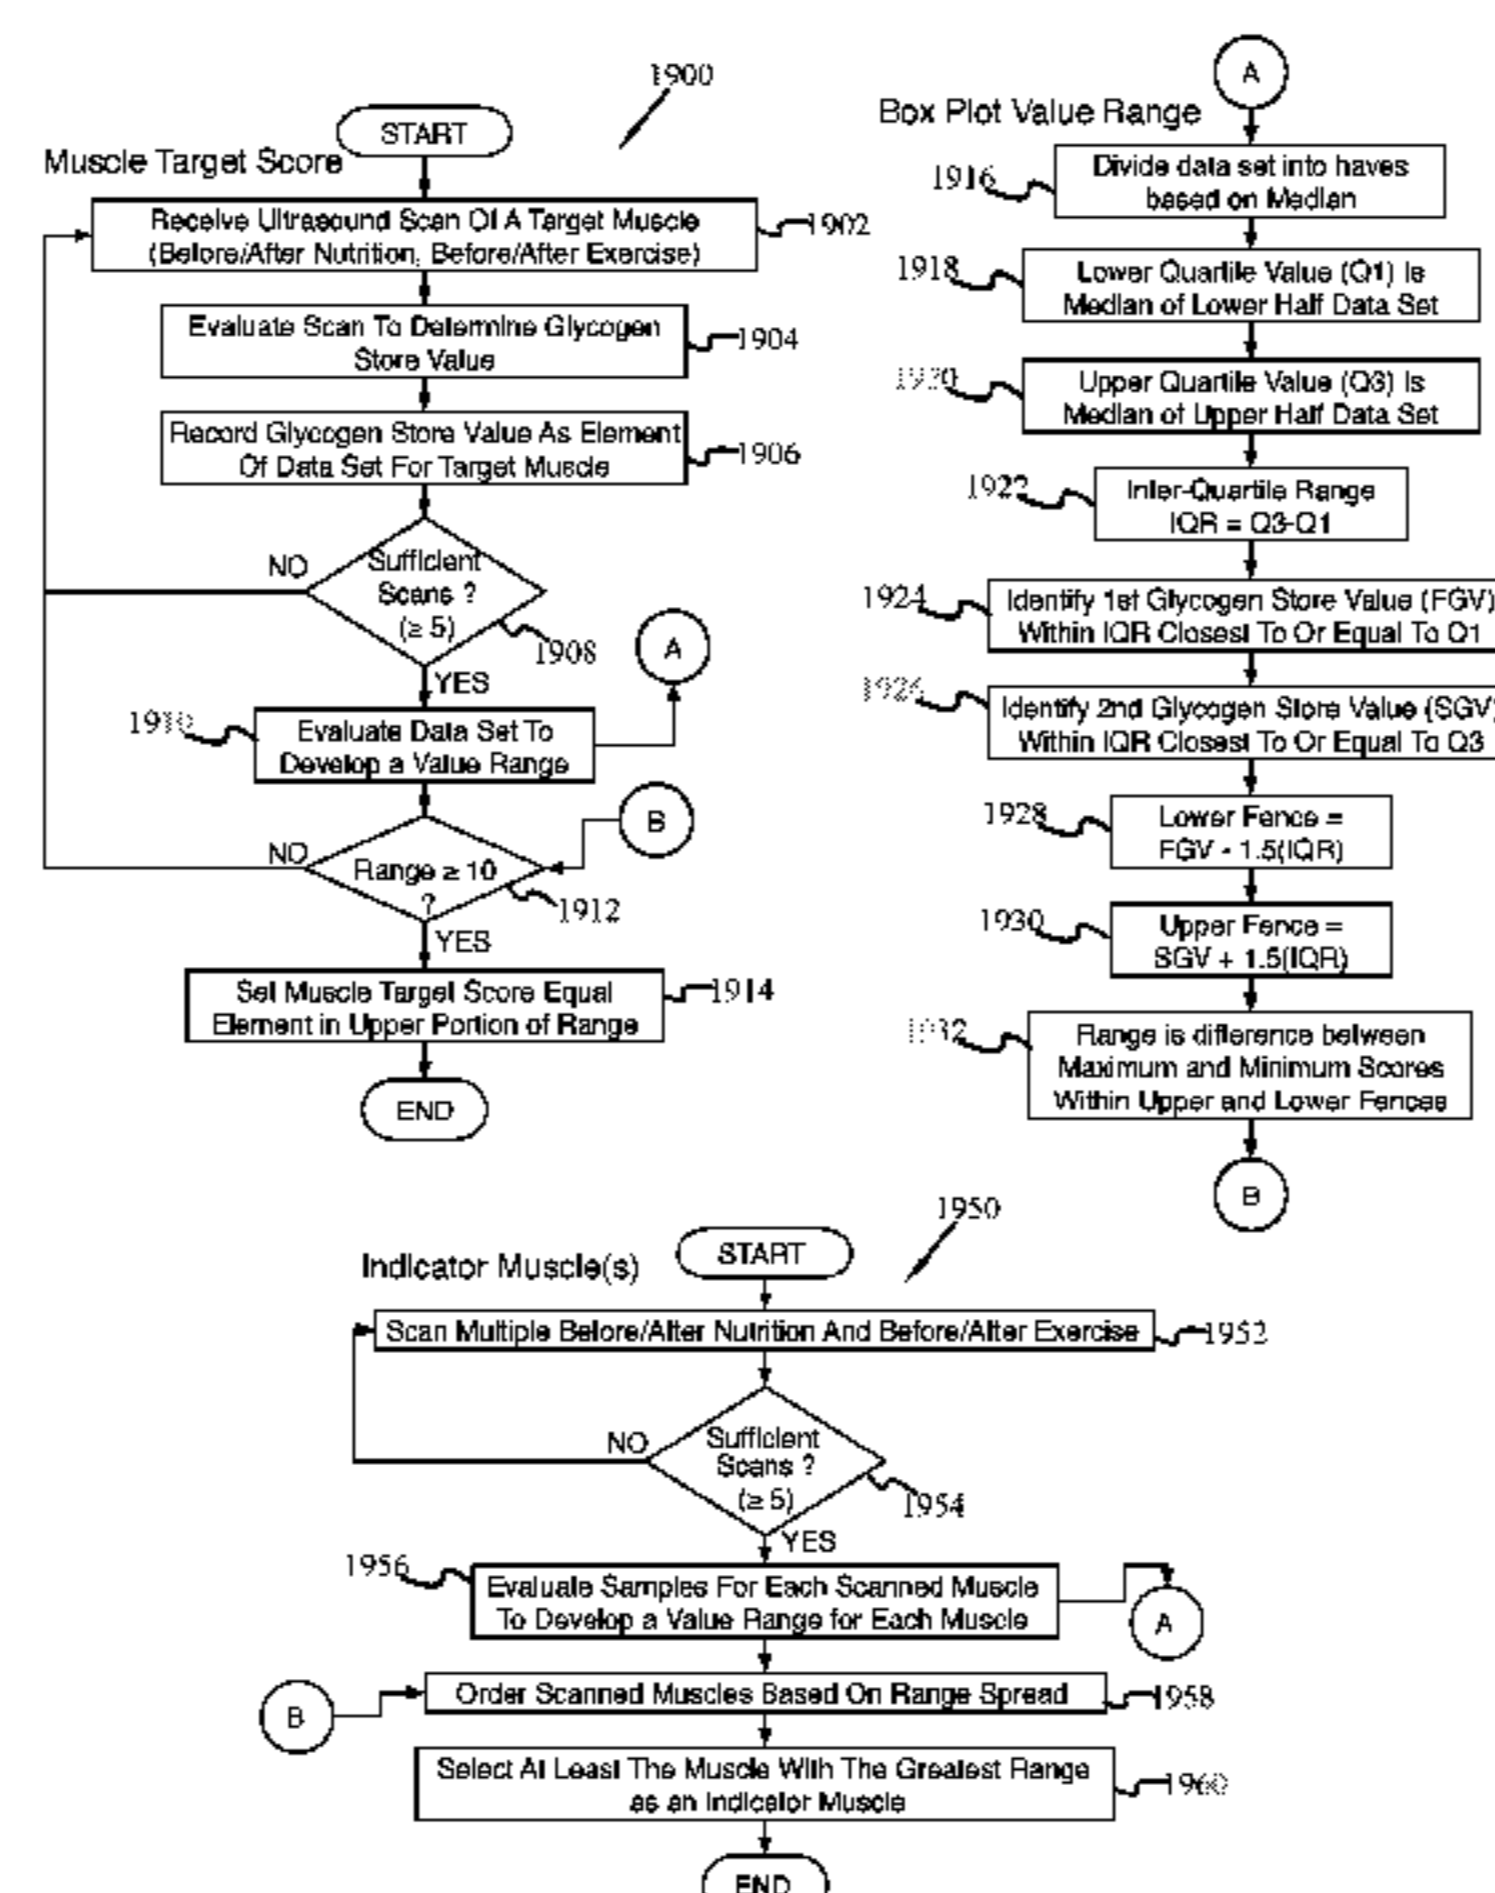 1900
START
Muscle Target Score
Receive Ultrasound Scan Of A Target Muscle
(Before/After Nutrition, Before/After Exercise)
1902
Evaluate Scan To Determine Glycogen
Store Value
1904
Record Glycogen Store Value As Element
Of Data Set For Target Muscle
1906
NO
Sufficient
Scans ?
(≥ 5)
1908
YES
A
1910
Evaluate Data Set To
Develop a Value Range
B
NO
Range ≥ 10
?
1912
YES
Set Muscle Target Score Equal
Element in Upper Portion of Range
1914
END
A
Box Plot Value Range
1916
Divide data set into haves
based on Median
1918
Lower Quartile Value (Q1) Is
Median of Lower Half Data Set
1920
Upper Quartile Value (Q3) Is
Median of Upper Half Data Set
1922
Inter-Quartile Range
IQR = Q3-Q1
1924
Identify 1st Glycogen Store Value (FGV)
Within IQR Closest To Or Equal To Q1
1926
Identify 2nd Glycogen Store Value (SGV)
Within IQR Closest To Or Equal To Q3
1928
Lower Fence =
FGV - 1.5(IQR)
1930
Upper Fence =
SGV + 1.5(IQR)
1932
Range is difference between
Maximum and Minimum Scores
Within Upper and Lower Fences
B
1950
START
Indicator Muscle(s)
Scan Multiple Before/After Nutrition And Before/After Exercise
1952
NO
Sufficient
Scans ?
(≥ 5)
1954
YES
1956
Evaluate Samples For Each Scanned Muscle
To Develop a Value Range for Each Muscle
A
B
Order Scanned Muscles Based On Range Spread
1958
Select At Least The Muscle With The Greatest Range
as an Indicator Muscle
1960
END